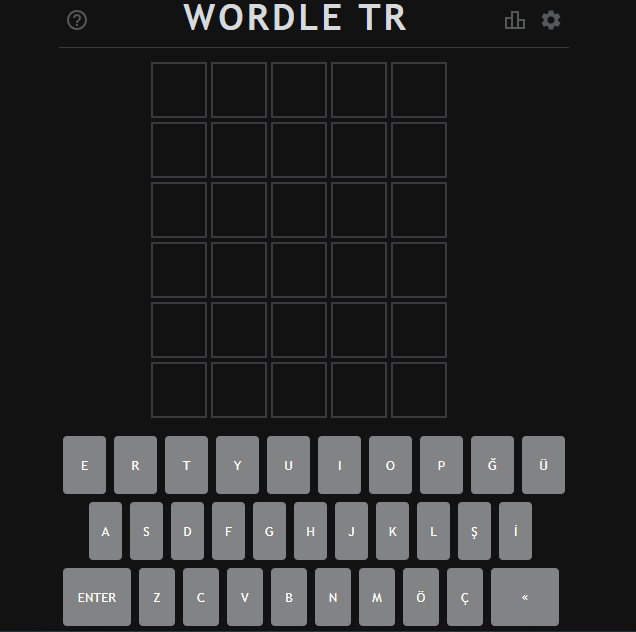 WORDLE TR
E R T Y U I O P Ğ Ü
A S D F G H J K L Ş İ
ENTER Z C V B N M Ö Ç «